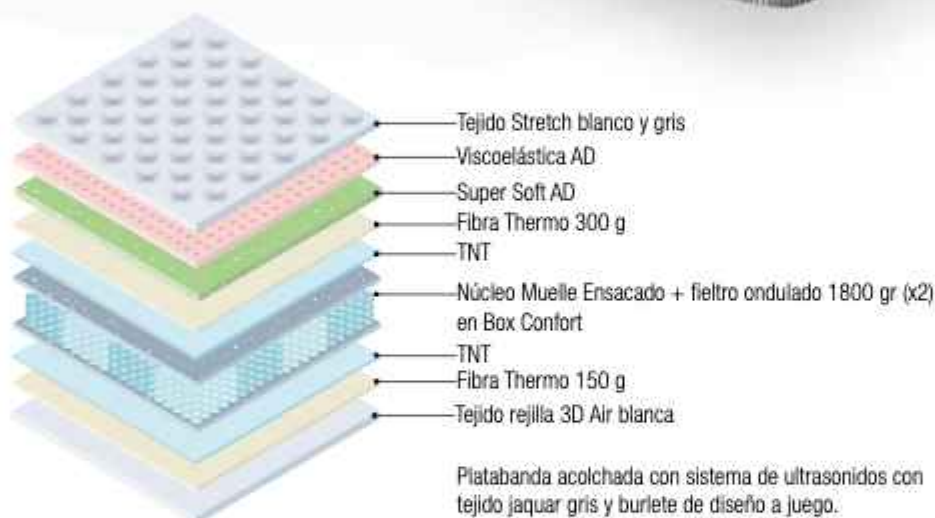 Tejido Stretch blanco y gris
Viscoelástica AD
Super Soft AD
Fibra Thermo 300 g
TNT
Núcleo Muelle Ensacado + fieltro ondulado 1800 gr (x2)
en Box Confort
TNT
Fibra Thermo 150 g
Tejido rejilla 3D Air blanca
Platabanda acolchada con sistema de ultrasonidos con
tejido jaquar gris y burlete de diseño a juego.